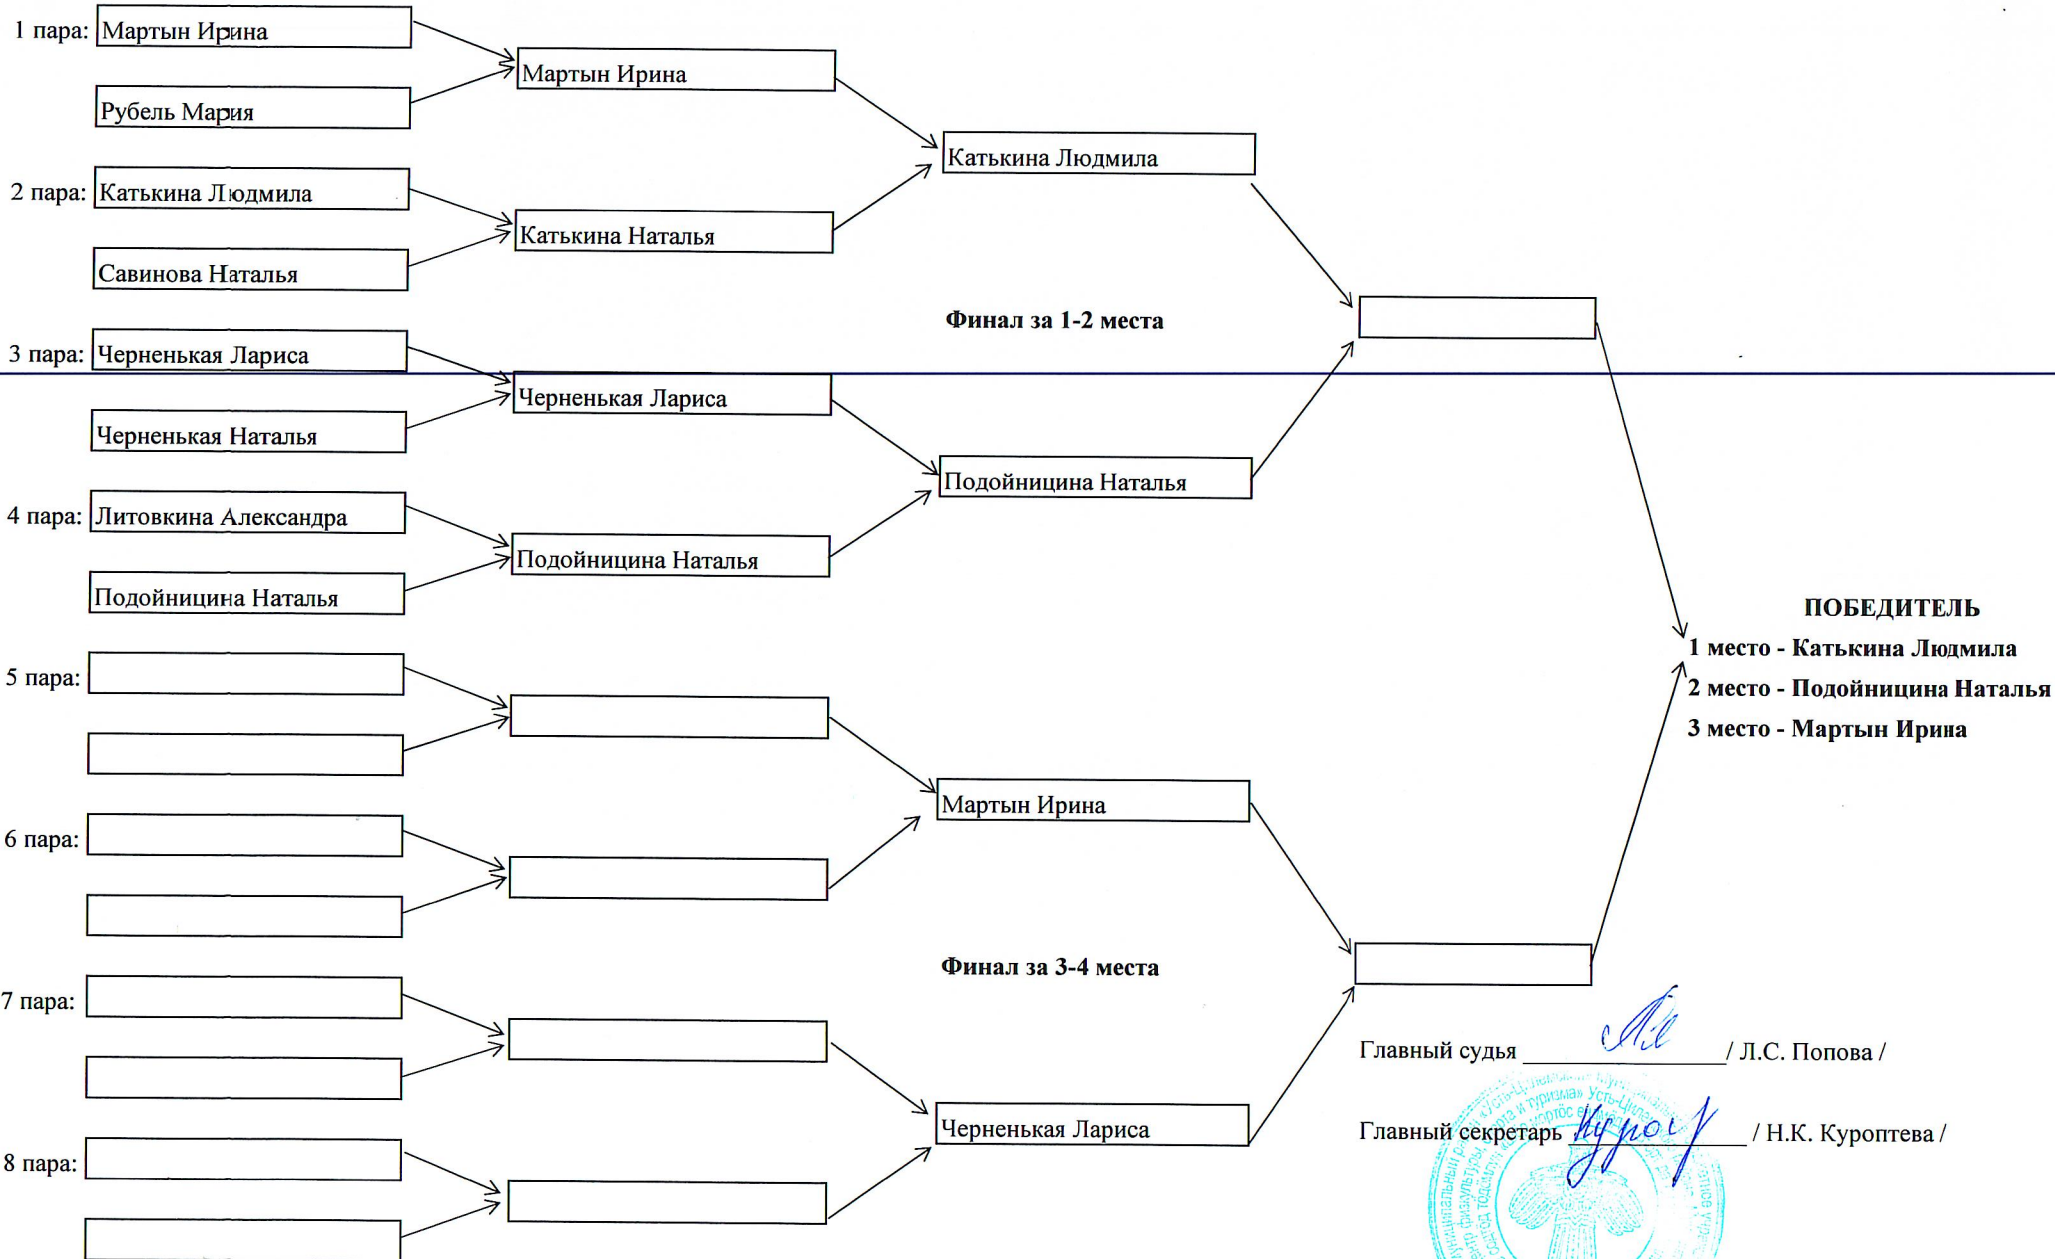 1 пара: Мартын Ирина
Рубель Мария
2 пара: Катькина Людмила
Савинова Наталья
3 пара: Черненькая Лариса
Черненькая Наталья
4 пара: Литовкина Александра
Подойницина Наталья
5 пара:
6 пара:
7 пара:
8 пара:
Мартын Ирина
Катькина Наталья
Черненькая Лариса
Подойницина Наталья
Катькина Людмила
Финал за 1-2 места
Подойницина Наталья
Мартын Ирина
Финал за 3-4 места
Черненькая Лариса
ПОБЕДИТЕЛЬ
1 место - Катькина Людмила
2 место - Подойницина Наталья
3 место - Мартын Ирина
Главный судья / Л.С. Попова /
Главный секретарь / Н.К. Куроптева /